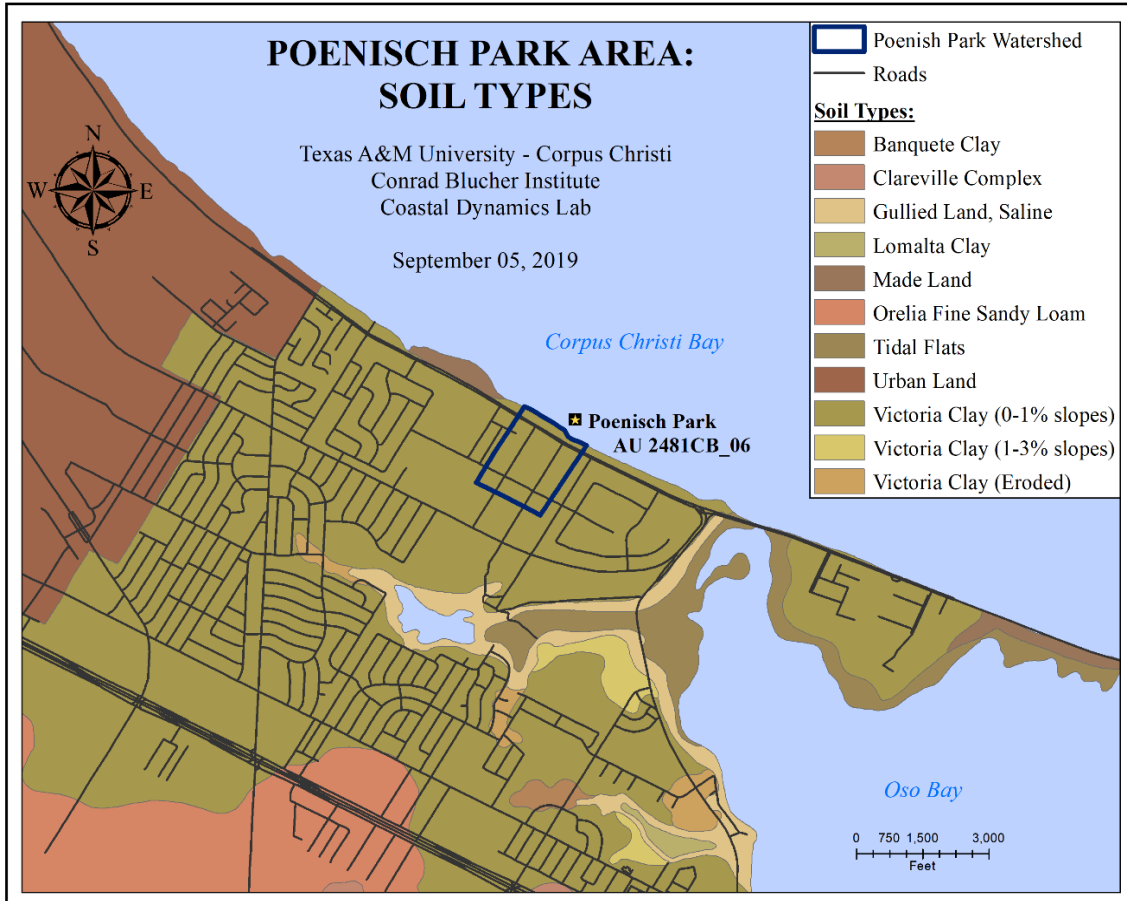 POENISCH PARK AREA:
SOIL TYPES
Texas A&M University - Corpus Christi
Conrad Blucher Institute
Coastal Dynamics Lab
September 05, 2019
N
W E
S
Poenish Park Watershed
Roads
Soil Types:
Banquete Clay
Clareville Complex
Gullied Land, Saline
Lomalta Clay
Made Land
Orelia Fine Sandy Loam
Tidal Flats
Urban Land
Victoria Clay (0-1% slopes)
Victoria Clay (1-3% slopes)
Victoria Clay (Eroded)
Corpus Christi Bay
Poenisch Park
AU 2481CB_06
Oso Bay
0 750 1,500 3,000
Feet